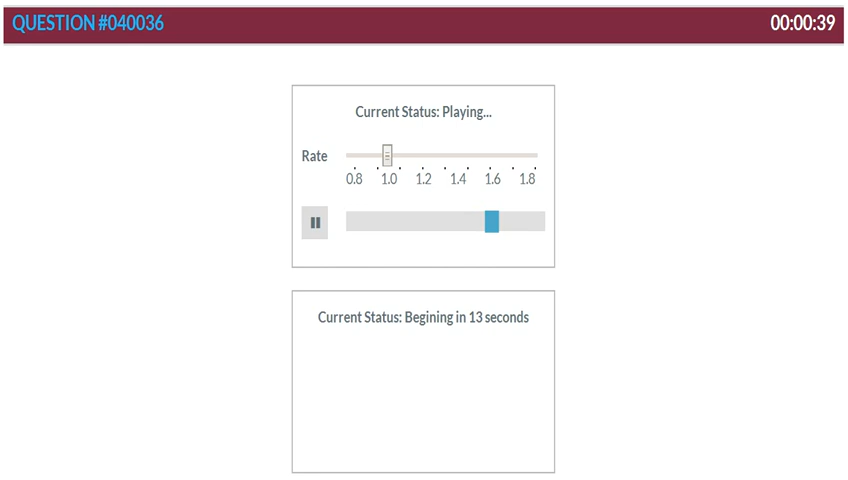 QUESTION #040036 00:00:39
Current Status: Playing...
Rate
0.8 1.0 1.2 1.4 1.6 1.8
Current Status: Begining in 13 seconds